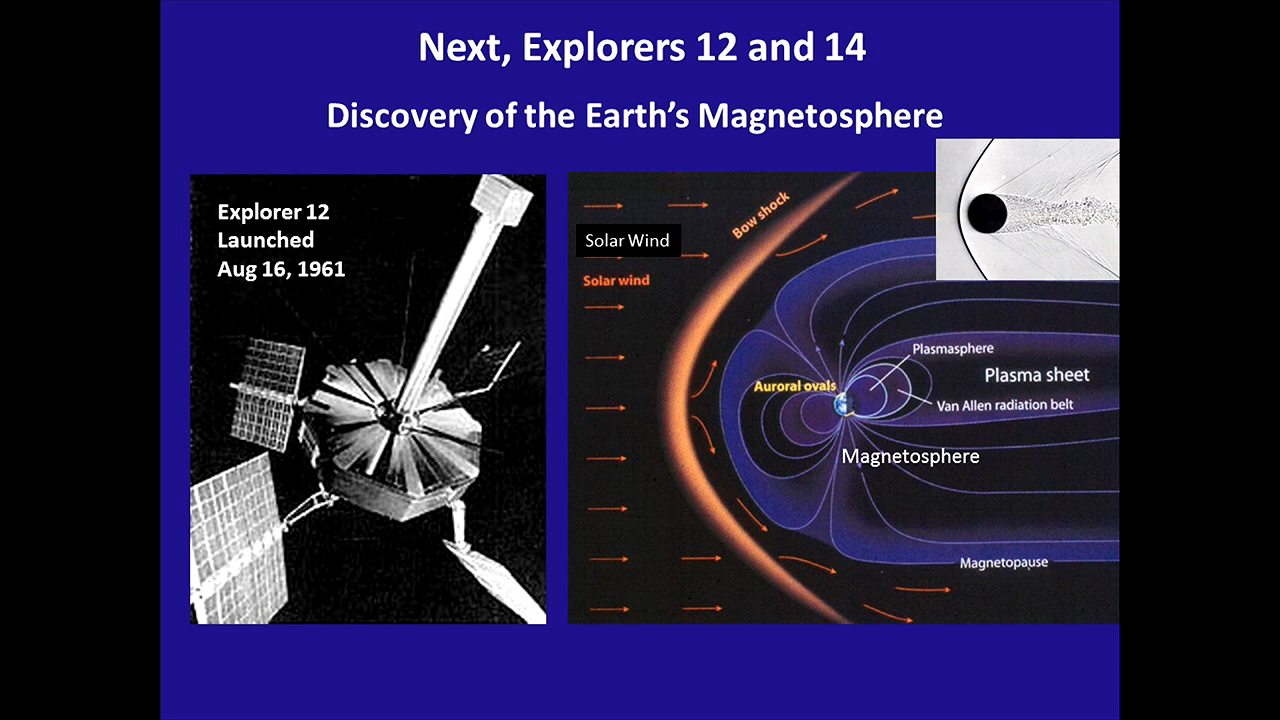 Next, Explorers 12 and 14
Discovery of the Earth's Magnetosphere
Explorer 12
Launched
Aug 16, 1961
Bow shock
Solar Wind
Solar wind
Plasmasphere
Plasma sheet
Auroral ovals
Van Allen radiation belt
Magnetosphere
Magnetopause